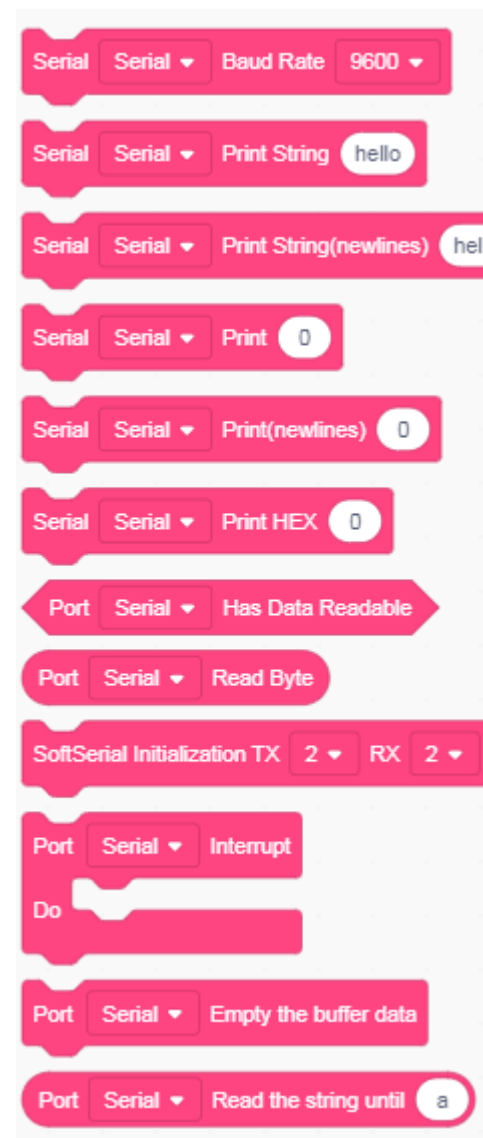 Serial Serial Baud Rate 9600
Serial Serial Print String hello
Serial Serial Print String(newlines) hel
Serial Serial Print 0
Serial Serial Print(newlines) 0
Serial Serial Print HEX 0
Port Serial Has Data Readable
Port Serial Read Byte
SoftSerial Initialization TX 2 RX 2
Port Serial Interrupt
Do
Port Serial Empty the buffer data
Port Serial Read the string until a